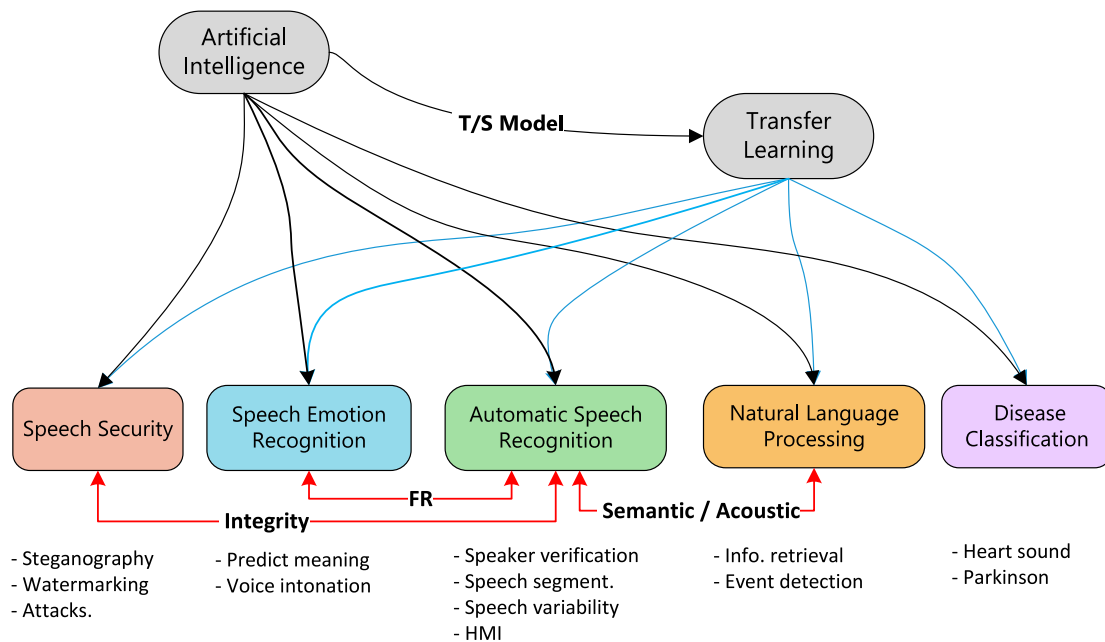 Artificial
Intelligence
T/S Model
Transfer
Learning
Speech Security
Speech Emotion
Recognition
Automatic Speech
Recognition
Natural Language
Processing
Disease
Classification
FR
Integrity
Semantic / Acoustic
- Steganography
- Watermarking
- Attacks.
- Predict meaning
- Voice intonation
- Speaker verification
- Speech segment.
- Speech variability
- HMI
- Info. retrieval
- Event detection
- Heart sound
- Parkinson